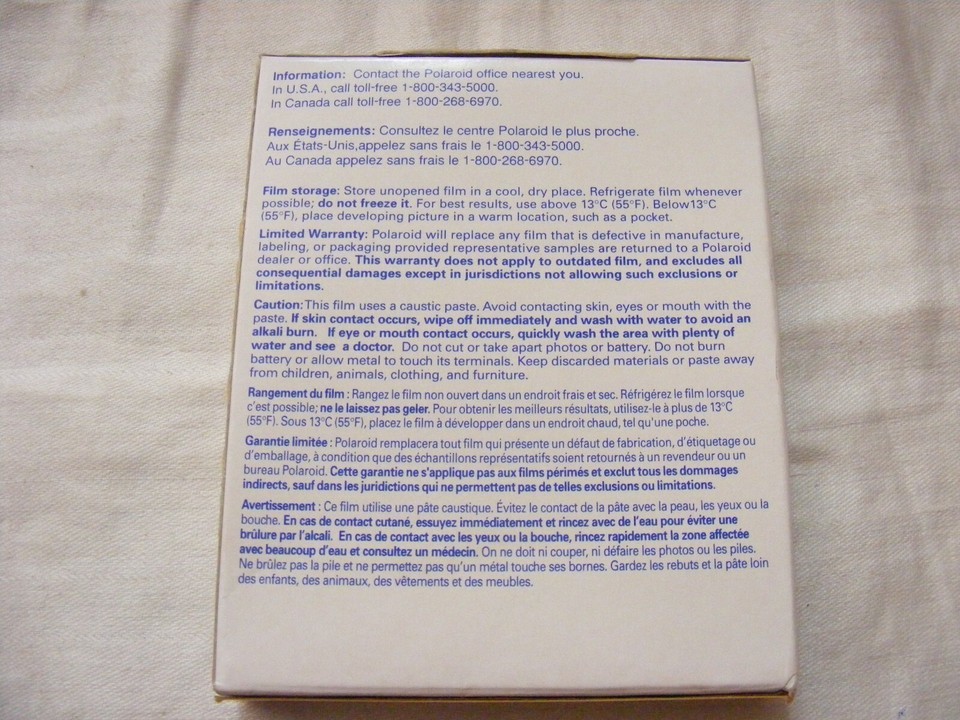 Information: Contact the Polaroid office nearest you.
In U.S.A., call toll-free 1-800-343-5000.
In Canada call toll-free 1-800-268-6970.
Renseignements: Consultez le centre Polaroid le plus proche.
Aux États-Unis,appelez sans frais le 1-800-343-5000.
Au Canada appelez sans frais le 1-800-268-6970.
Film storage: Store unopened film in a cool, dry place. Refrigerate film whenever
possible; do not freeze it. For best results, use above 13°C (55°F). Below13°C
(55°F), place developing picture in a warm location, such as a pocket.
Limited Warranty: Polaroid will replace any film that is defective in manufacture,
labeling, or packaging provided representative samples are returned to a Polaroid
dealer or office. This warranty does not apply to outdated film, and excludes all
consequential damages except in jurisdictions not allowing such exclusions or
limitations.
Caution: This film uses a caustic paste. Avoid contacting skin, eyes or mouth with the
paste. If skin contact occurs, wipe off immediately and wash with water to avoid an
alkali burn. If eye or mouth contact occurs, quickly wash the area with plenty of
water and see a doctor. Do not cut or take apart photos or battery. Do not burn
battery or allow metal to touch its terminals. Keep discarded materials or paste away
from children, animals, clothing, and furniture.
Rangement du film : Rangez le film non ouvert dans un endroit frais et sec. Réfrigérez le film lorsque
c'est possible; ne le laissez pas geler. Pour obtenir les meilleurs résultats, utilisez-le à plus de 13°C
(55°F). Sous 13°C (55°F), placez le film à développer dans un endroit chaud, tel qu'une poche.
Garantie limitée : Polaroid remplacera tout film qui présente un défaut de fabrication, d'étiquetage ou
d'emballage, à condition que des échantillons représentatifs soient retournés à un revendeur ou un
bureau Polaroid. Cette garantie ne s'applique pas aux films périmés et exclut tous les dommages
indirects, sauf dans les juridictions qui ne permettent pas de telles exclusions ou limitations.
Avertissement : Ce film utilise une pâte caustique. Évitez le contact de la pâte avec la peau, les yeux ou la
bouche. En cas de contact cutané, essuyez immédiatement et rincez avec de l'eau pour éviter une
brûlure par l'alcali. En cas de contact avec les yeux ou la bouche, rincez rapidement la zone affectée
avec beaucoup d'eau et consultez un médecin. On ne doit ni couper, ni défaire les photos ou les piles.
Ne brûlez pas la pile et ne permettez pas qu'un métal touche ses bornes. Gardez les rebuts et la pâte loin
des enfants, des animaux, des vêtements et des meubles.